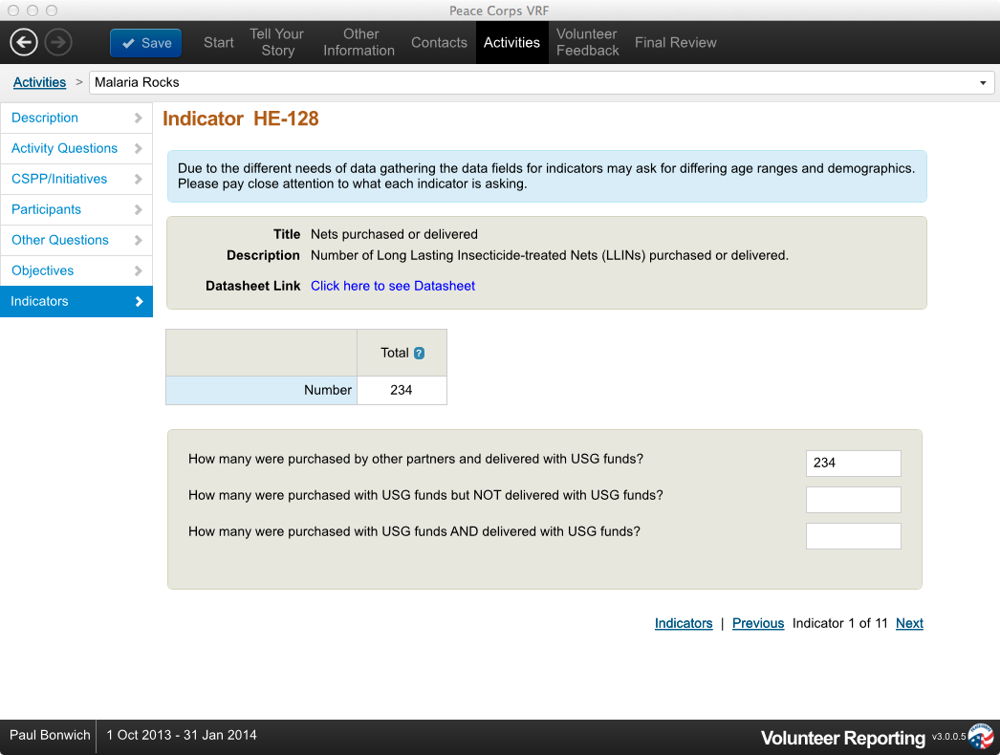 Peace Corps VRF
Save
Start
Tell Your
Story
Other
Information
Contacts
Activities
Volunteer
Feedback
Final Review
Activities > Malaria Rocks
Description
Activity Questions
CSPP/Initiatives
Participants
Other Questions
Objectives
Indicators
Indicator HE-128
Due to the different needs of data gathering the data fields for indicators may ask for differing age ranges and demographics.
Please pay close attention to what each indicator is asking.
Title Nets purchased or delivered
Description Number of Long Lasting Insecticide-treated Nets (LLINs) purchased or delivered.
Datasheet Link Click here to see Datasheet
Total ?
Number 234
How many were purchased by other partners and delivered with USG funds? 234
How many were purchased with USG funds but NOT delivered with USG funds?
How many were purchased with USG funds AND delivered with USG funds?
Indicators | Previous Indicator 1 of 11 Next
Paul Bonwich 1 Oct 2013 - 31 Jan 2014 Volunteer Reporting v3.0.0.5